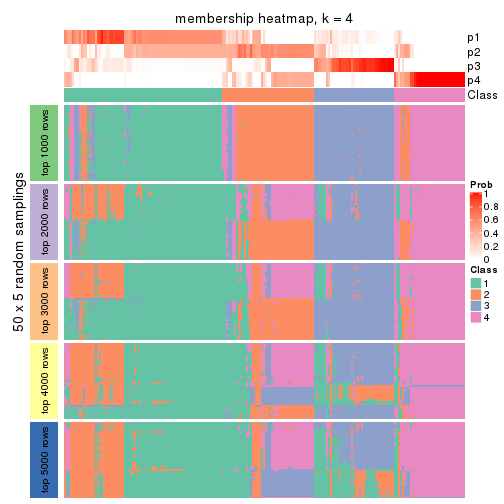 membership heatmap, k = 4
p1
p2
p3
p4
Class
50 x 5 random samplings
top 1000 rows
top 2000 rows
top 3000 rows
top 4000 rows
top 5000 rows
Prob
1
0.8
0.6
0.4
0.2
0
Class
1
2
3
4